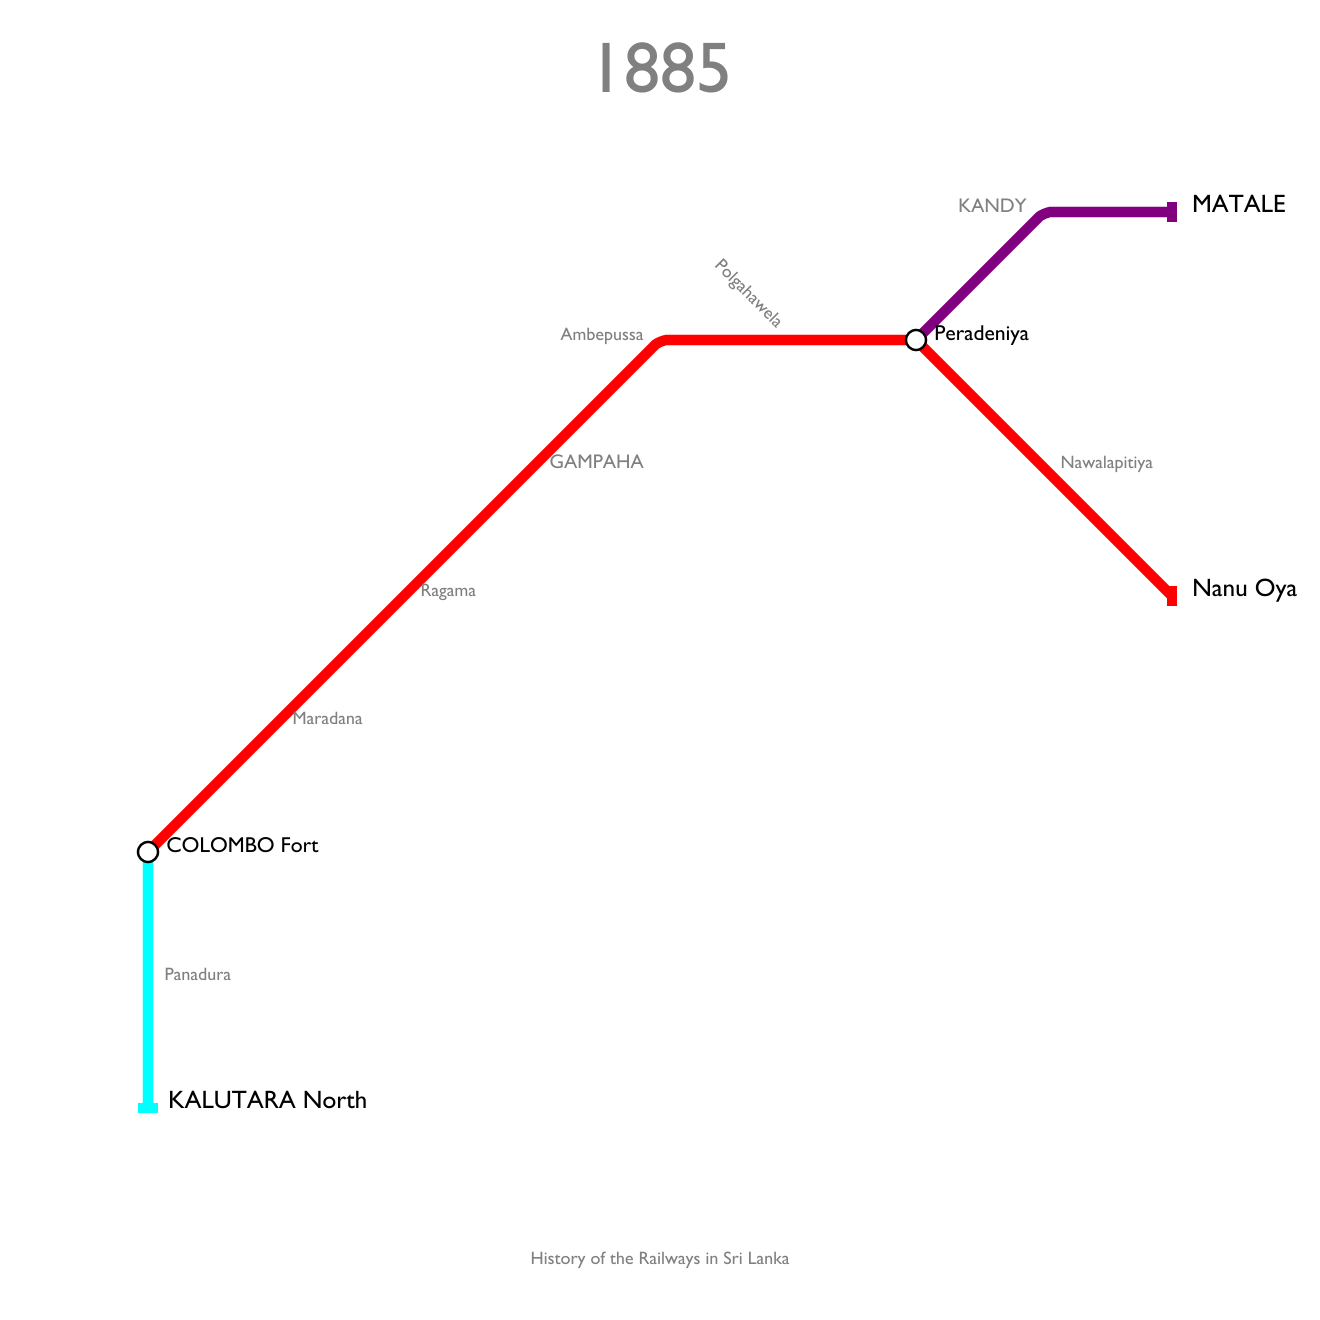 1885
KANDY
MATALE
Polgahawela
Ambepussa
Peradeniya
GAMPAHA
Nawalapitiya
Ragama
Nanu Oya
Maradana
COLOMBO Fort
Panadura
KALUTARA North
History of the Railways in Sri Lanka